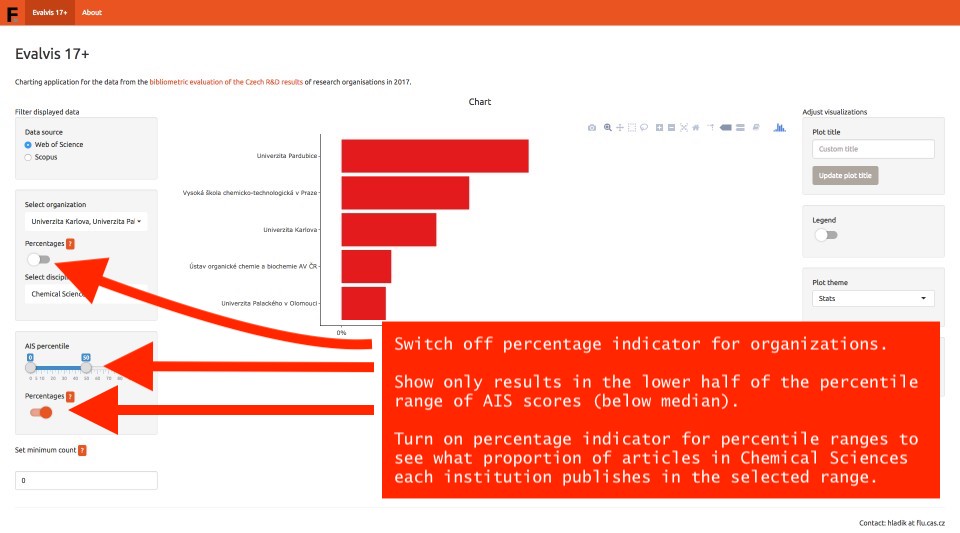 F Evalvis 17+ About
Evalvis 17+
Charting application for the data from the bibliometric evaluation of the Czech R&D results of research organisations in 2017.
Filter displayed data
Data source
Web of Science
Scopus
Select organization
Univerzita Karlova, Univerzita Pal
Percentages ?
Select discipl
Chemical Scienc
AIS percentile
0 50
0 5 10 20 30 40 50 60 70 80
Percentages ?
Set minimum count ?
0
Chart
Univerzita Pardubice
Vysoká škola chemicko-technologická v Praze
Univerzita Karlova
Ústav organické chemie a biochemie AV ČR
Univerzita Palackého v Olomouci
0%
Adjust visualizations
Plot title
Custom title
Update plot title
Legend
Plot theme
Stats
Switch off percentage indicator for organizations.
Show only results in the lower half of the percentile
range of AIS scores (below median).
Turn on percentage indicator for percentile ranges to
see what proportion of articles in Chemical Sciences
each institution publishes in the selected range.
Contact: hladik at flu.cas.cz